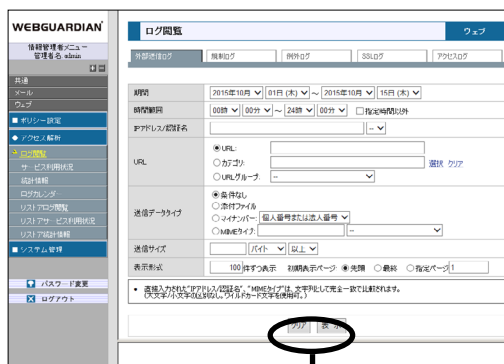 WEBGUARDIAN
情報管理者メニュー
管理者名 admin
共通
メール
ウェブ
ポリシー設定
アクセス解析
ログ閲覧
サービス利用状況
統計情報
ログカレンダー
リストアログ閲覧
リストアサービス利用状況
リストア統計情報
システム管理
パスワード変更
ログアウト
ログ閲覧 ウェブ
外部送信ログ 規制ログ 例外ログ SSLログ アクセスログ
期間 2015年10月 01日 (木) ~ 2015年10月 15日 (木)
時間範囲 00時 00分 ~ 24時 00分 指定時間以外
IPアドレス/認証名 --
URL
URL:
カテゴリ: 選択 クリア
URLグループ: --
送信データタイプ
条件なし
添付ファイル
マイナンバー: 個人番号または法人番号
MIMEタイプ: --
送信サイズ バイト 以上
表示形式 100 件ずつ表示 初期表示ページ: 先頭 最終 指定ページ 1
• 直接入力された"IPアドレス/認証名"、"MIMEタイプ"は、文字列として完全一致で比較されます。
(大文字/小文字の区別なし。ワイルドカード文字を使用可。)
クリア 表示